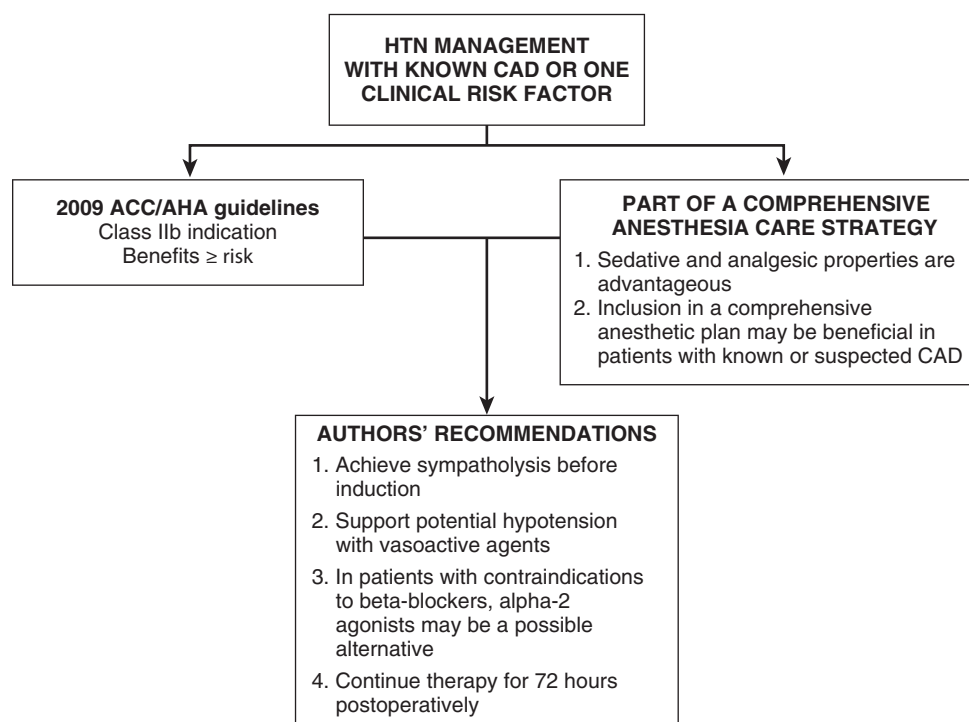 HTN MANAGEMENT
WITH KNOWN CAD OR ONE
CLINICAL RISK FACTOR
2009 ACC/AHA guidelines
Class IIb indication
Benefits ≥ risk
PART OF A COMPREHENSIVE
ANESTHESIA CARE STRATEGY
1. Sedative and analgesic properties are
advantageous
2. Inclusion in a comprehensive
anesthetic plan may be beneficial in
patients with known or suspected CAD
AUTHORS' RECOMMENDATIONS
1. Achieve sympatholysis before
induction
2. Support potential hypotension
with vasoactive agents
3. In patients with contraindications
to beta-blockers, alpha-2
agonists may be a possible
alternative
4. Continue therapy for 72 hours
postoperatively